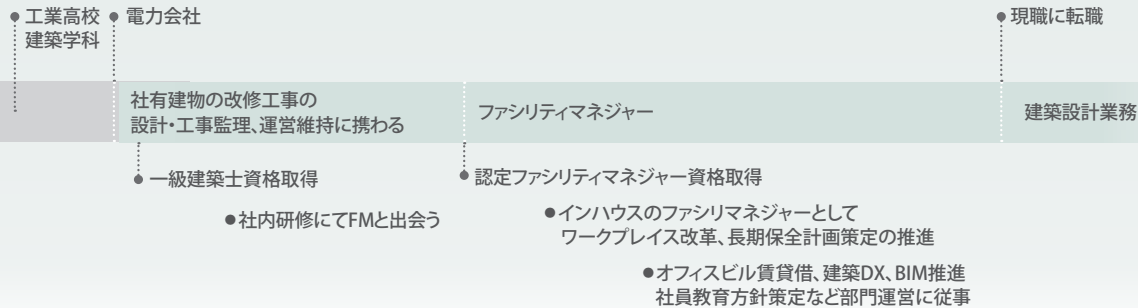 ●工業高校
建築学科
●電力会社
●現職に転職
社有建物の改修工事の
設計・工事監理、運営維持に携わる
ファシリティマネジャー
建築設計業務
●一級建築士資格取得
●認定ファシリティマネジャー資格取得
●社内研修にてFMと出会う
●インハウスのファシリマネジャーとして
ワークプレイス改革、長期保全計画策定の推進
●オフィスビル賃貸借、建築DX、BIM推進
社員教育方針策定など部門運営に従事